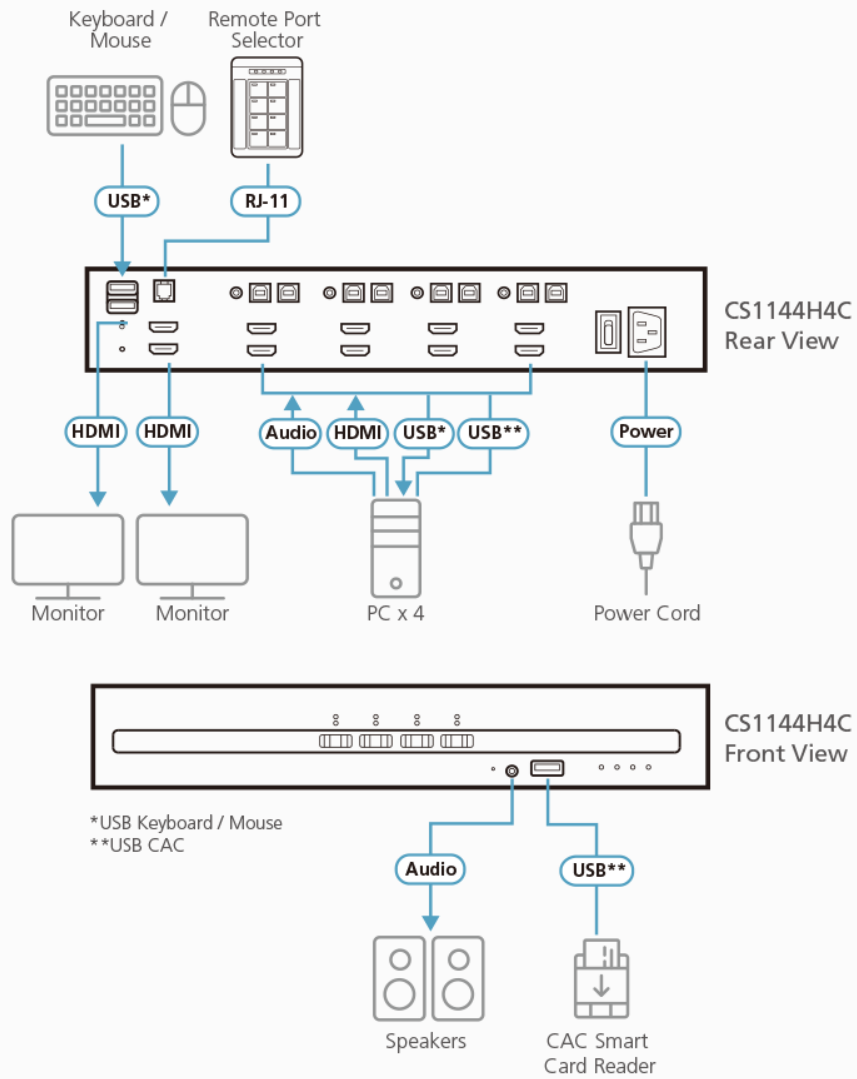 Keyboard /
Mouse
Remote Port
Selector
USB*
RJ-11
CS1144H4C
Rear View
HDMI
HDMI
Audio
HDMI
USB*
USB**
Power
Monitor
Monitor
PC x 4
Power Cord
CS1144H4C
Front View
*USB Keyboard / Mouse
**USB CAC
Audio
USB**
Speakers
CAC Smart
Card Reader